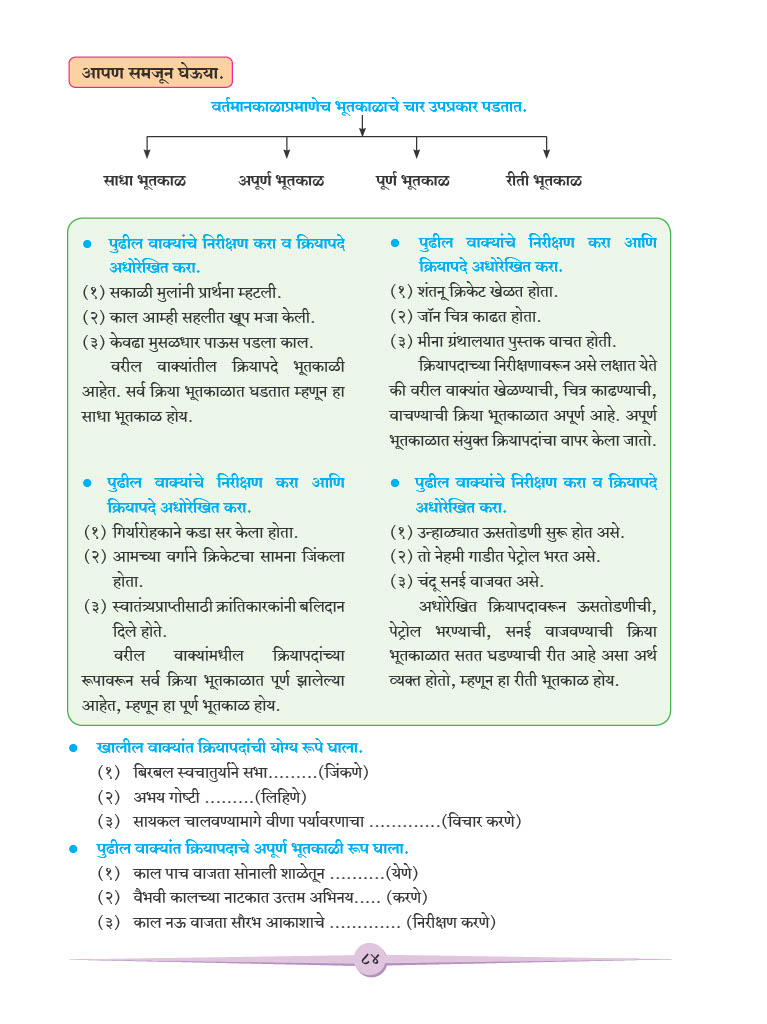 आपण समजून घेऊया.
वर्तमानकाळाप्रमाणेच भूतकाळाचे चार उपप्रकार पडतात.
साधा भूतकाळ अपूर्ण भूतकाळ पूर्ण भूतकाळ रीती भूतकाळ
● पुढील वाक्यांचे निरीक्षण करा व क्रियापदे
अधोरेखित करा.
(१) सकाळी मुलांनी प्रार्थना म्हटली.
(२) काल आम्ही सहलीत खूप मजा केली.
(३) केवढा मुसळधार पाऊस पडला काल.
वरील वाक्यांतील क्रियापदे भूतकाळी
आहेत. सर्व क्रिया भूतकाळात घडतात म्हणून हा
साधा भूतकाळ होय.
● पुढील वाक्यांचे निरीक्षण करा आणि
क्रियापदे अधोरेखित करा.
(१) शंतनू क्रिकेट खेळत होता.
(२) जॉन चित्र काढत होता.
(३) मीना ग्रंथालयात पुस्तक वाचत होती.
क्रियापदाच्या निरीक्षणावरून असे लक्षात येते
की वरील वाक्यांत खेळण्याची, चित्र काढण्याची,
वाचण्याची क्रिया भूतकाळात अपूर्ण आहे. अपूर्ण
भूतकाळात संयुक्त क्रियापदांचा वापर केला जातो.
● पुढील वाक्यांचे निरीक्षण करा आणि
क्रियापदे अधोरेखित करा.
(१) गिर्यारोहकाने कडा सर केला होता.
(२) आमच्या वर्गाने क्रिकेटचा सामना जिंकला
होता.
(३) स्वातंत्र्यप्राप्तीसाठी क्रांतिकारकांनी बलिदान
दिले होते.
वरील वाक्यांमधील क्रियापदांच्या
रूपावरून सर्व क्रिया भूतकाळात पूर्ण झालेल्या
आहेत, म्हणून हा पूर्ण भूतकाळ होय.
● पुढील वाक्यांचे निरीक्षण करा व क्रियापदे
अधोरेखित करा.
(१) उन्हाळ्यात ऊसतोडणी सुरू होत असे.
(२) तो नेहमी गाडीत पेट्रोल भरत असे.
(३) चंदू सनई वाजवत असे.
अधोरेखित क्रियापदावरून ऊसतोडणीची,
पेट्रोल भरण्याची, सनई वाजवण्याची क्रिया
भूतकाळात सतत घडण्याची रीत आहे असा अर्थ
व्यक्त होतो, म्हणून हा रीती भूतकाळ होय.
● खालील वाक्यांत क्रियापदांची योग्य रूपे घाला.
(१) बिरबल स्वचातुर्याने सभा.........(जिंकणे)
(२) अभय गोष्टी .........(लिहिणे)
(३) सायकल चालवण्यामागे वीणा पर्यावरणाचा .............(विचार करणे)
● पुढील वाक्यांत क्रियापदाचे अपूर्ण भूतकाळी रूप घाला.
(१) काल पाच वाजता सोनाली शाळेतून ..........(येणे)
(२) वैभवी कालच्या नाटकात उत्तम अभिनय..... (करणे)
(३) काल नऊ वाजता सौरभ आकाशाचे ............. (निरीक्षण करणे)
८४